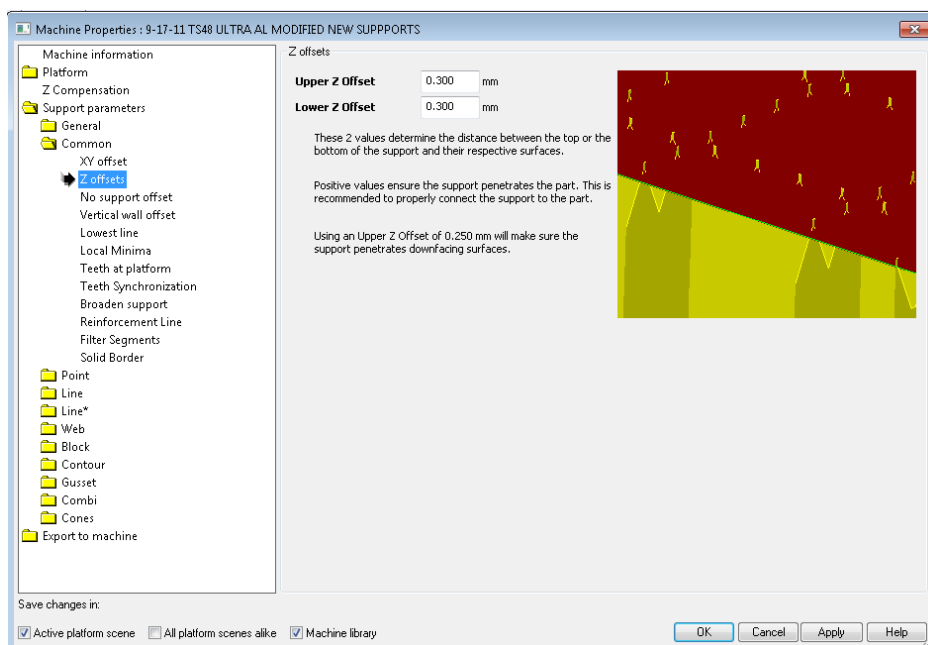 Machine Properties : 9-17-11 TS48 ULTRA AL MODIFIED NEW SUPPPORTS
Machine information
Platform
Z Compensation
Support parameters
General
Common
XY offset
Z offsets
No support offset
Vertical wall offset
Lowest line
Local Minima
Teeth at platform
Teeth Synchronization
Broaden support
Reinforcement Line
Filter Segments
Solid Border
Point
Line
Line*
Web
Block
Contour
Gusset
Combi
Cones
Export to machine
Z offsets
Upper Z Offset 0.300 mm
Lower Z Offset 0.300 mm
These 2 values determine the distance between the top or the
bottom of the support and their respective surfaces.
Positive values ensure the support penetrates the part. This is
recommended to properly connect the support to the part.
Using an Upper Z Offset of 0.250 mm will make sure the
support penetrates downfacing surfaces.
Save changes in:
Active platform scene All platform scenes alike Machine library
OK Cancel Apply Help